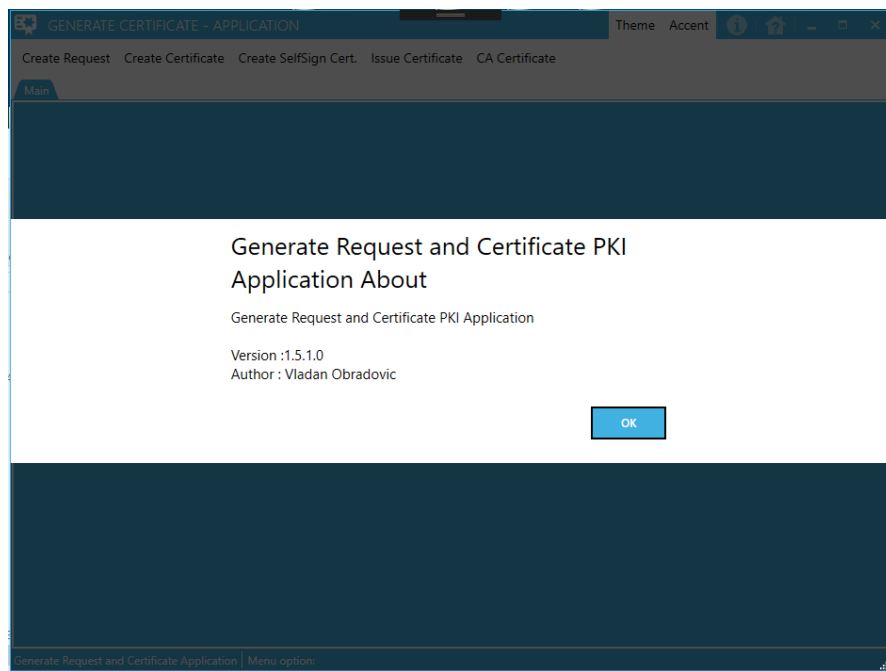 GENERATE CERTIFICATE - APPLICATION Theme Accent
Create Request Create Certificate Create SelfSign Cert. Issue Certificate CA Certificate
Main
Generate Request and Certificate PKI
Application About
Generate Request and Certificate PKI Application
Version :1.5.1.0
Author : Vladan Obradovic
OK
Generate Request and Certificate Application Menu option: